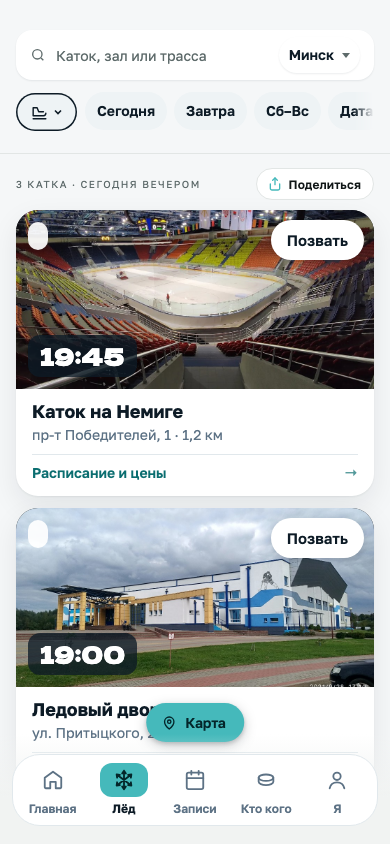 Каток, зал или трасса
Минск
Сегодня
Завтра
Сб–Вс
Дата
3 КАТКА · СЕГОДНЯ ВЕЧЕРОМ
Поделиться
Позвать
19:45
Каток на Немиге
пр-т Победителей, 1 · 1,2 км
Расписание и цены →
Позвать
19:00
Ледовый
ул. Притыцкого,
Карта
Главная
Лёд
Записи
Кто кого
Я